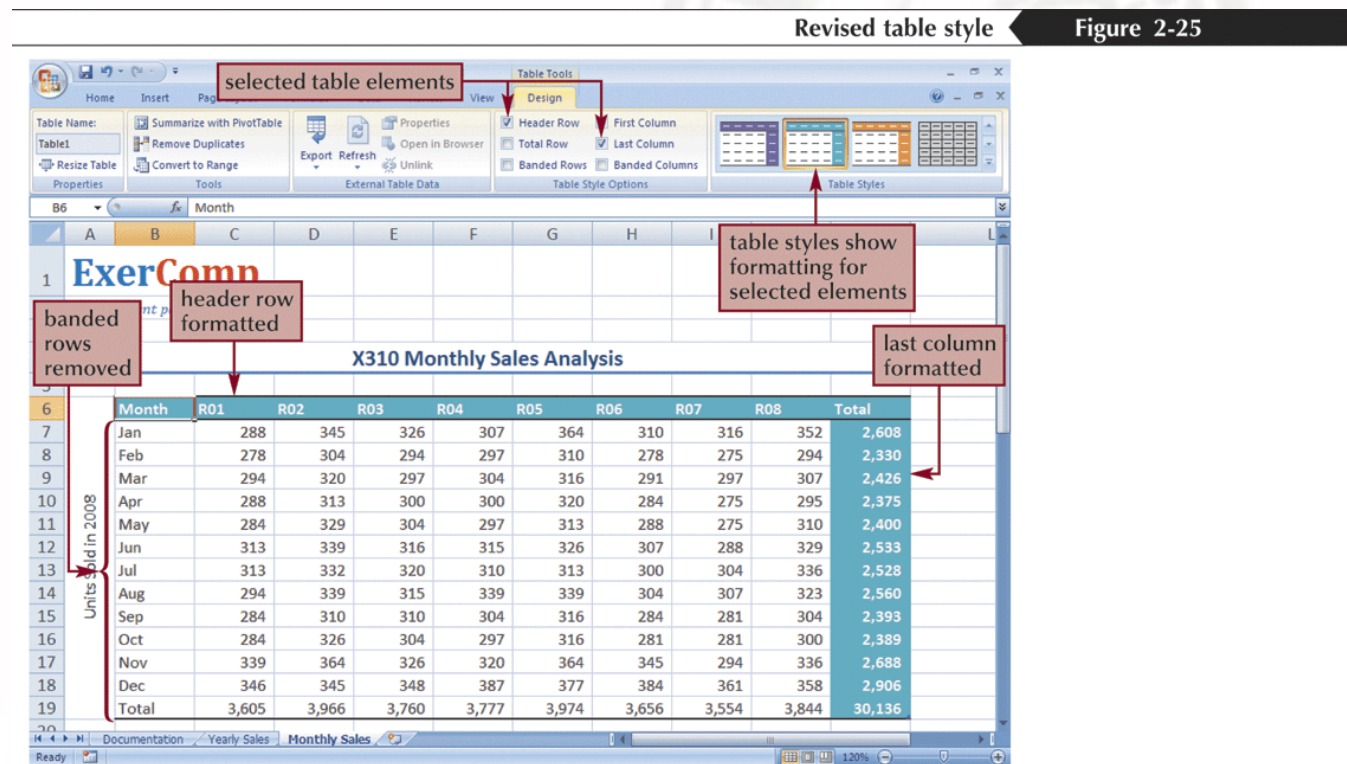 Revised table style
Figure 2-25
selected table elements
Table Tools
Home Insert View Design
Table Name:
Table1
Resize Table
Properties
Summarize with PivotTable
Remove Duplicates
Convert to Range
Tools
Export Refresh
Properties
Open in Browser
Unlink
External Table Data
Header Row First Column
Total Row Last Column
Banded Rows Banded Columns
Table Style Options
Table Styles
B6 fx Month
A B C D E F G H I L
table styles show
formatting for
selected elements
1 ExerComp
header row
formatted
banded
rows
removed
last column
formatted
X310 Monthly Sales Analysis
Units Sold in 2008
6 Month R01 R02 R03 R04 R05 R06 R07 R08 Total
7 Jan 288 345 326 307 364 310 316 352 2,608
8 Feb 278 304 294 297 310 278 275 294 2,330
9 Mar 294 320 297 304 316 291 297 307 2,426
10 Apr 288 313 300 300 320 284 275 295 2,375
11 May 284 329 304 297 313 288 275 310 2,400
12 Jun 313 339 316 315 326 307 288 329 2,533
13 Jul 313 332 320 310 313 300 304 336 2,528
14 Aug 294 339 315 339 339 304 307 323 2,560
15 Sep 284 310 310 304 316 284 281 304 2,393
16 Oct 284 326 304 297 316 281 281 300 2,389
17 Nov 339 364 326 320 364 345 294 336 2,688
18 Dec 346 345 348 387 377 384 361 358 2,906
19 Total 3,605 3,966 3,760 3,777 3,974 3,656 3,554 3,844 30,136
20
Documentation Yearly Sales Monthly Sales
Ready 120%